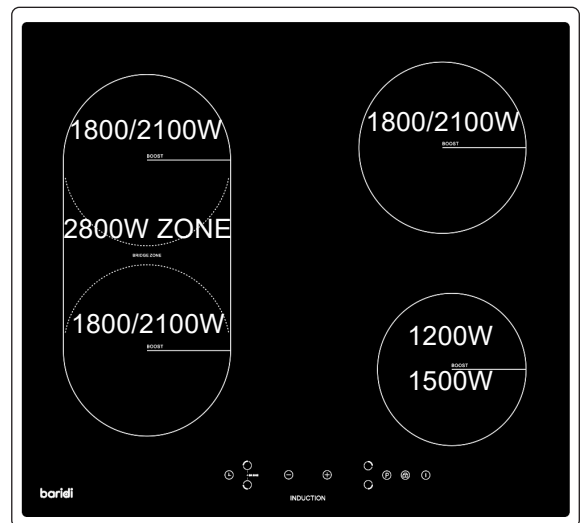 1800/2100W
BOOST
2800W ZONE
BRIDGE ZONE
1800/2100W
BOOST
1800/2100W
BOOST
1200W
BOOST
1500W
P
baridi
INDUCTION